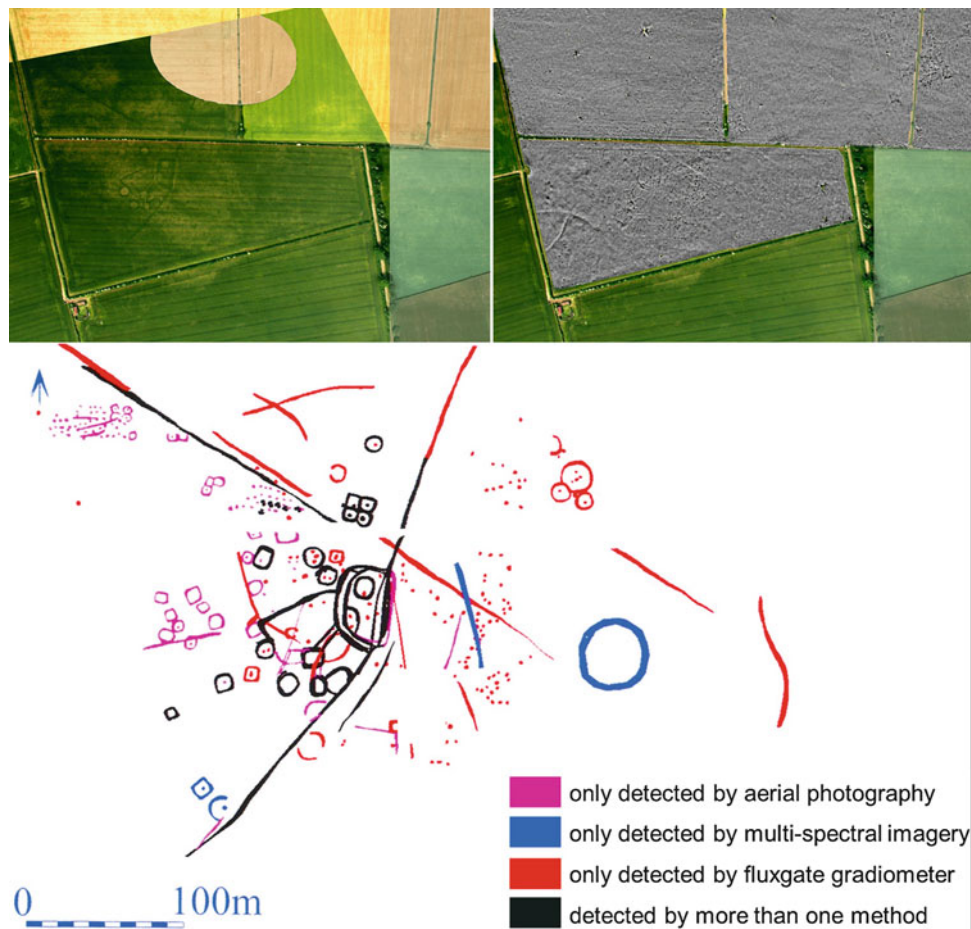 only detected by aerial photography
only detected by multi-spectral imagery
only detected by fluxgate gradiometer
detected by more than one method
0 100m